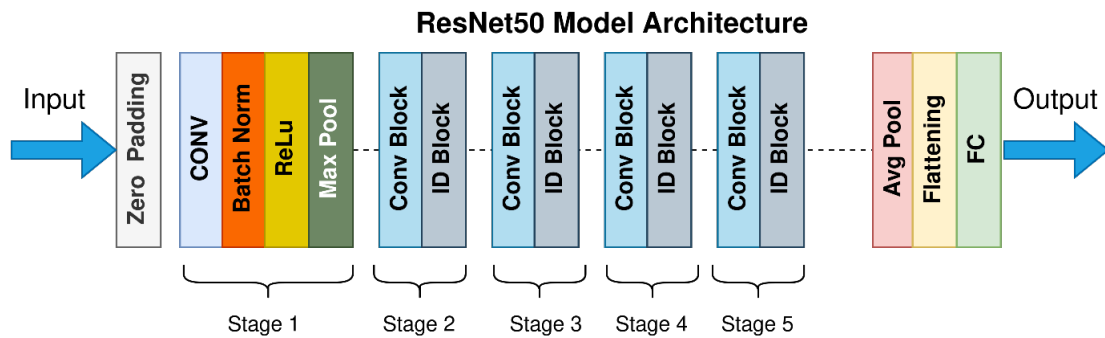 ResNet50 Model Architecture
Input
Zero Padding
CONV
Batch Norm
ReLu
Max Pool
Conv Block
ID Block
Conv Block
ID Block
Conv Block
ID Block
Conv Block
ID Block
Avg Pool
Flattening
FC
Output
Stage 1
Stage 2
Stage 3
Stage 4
Stage 5